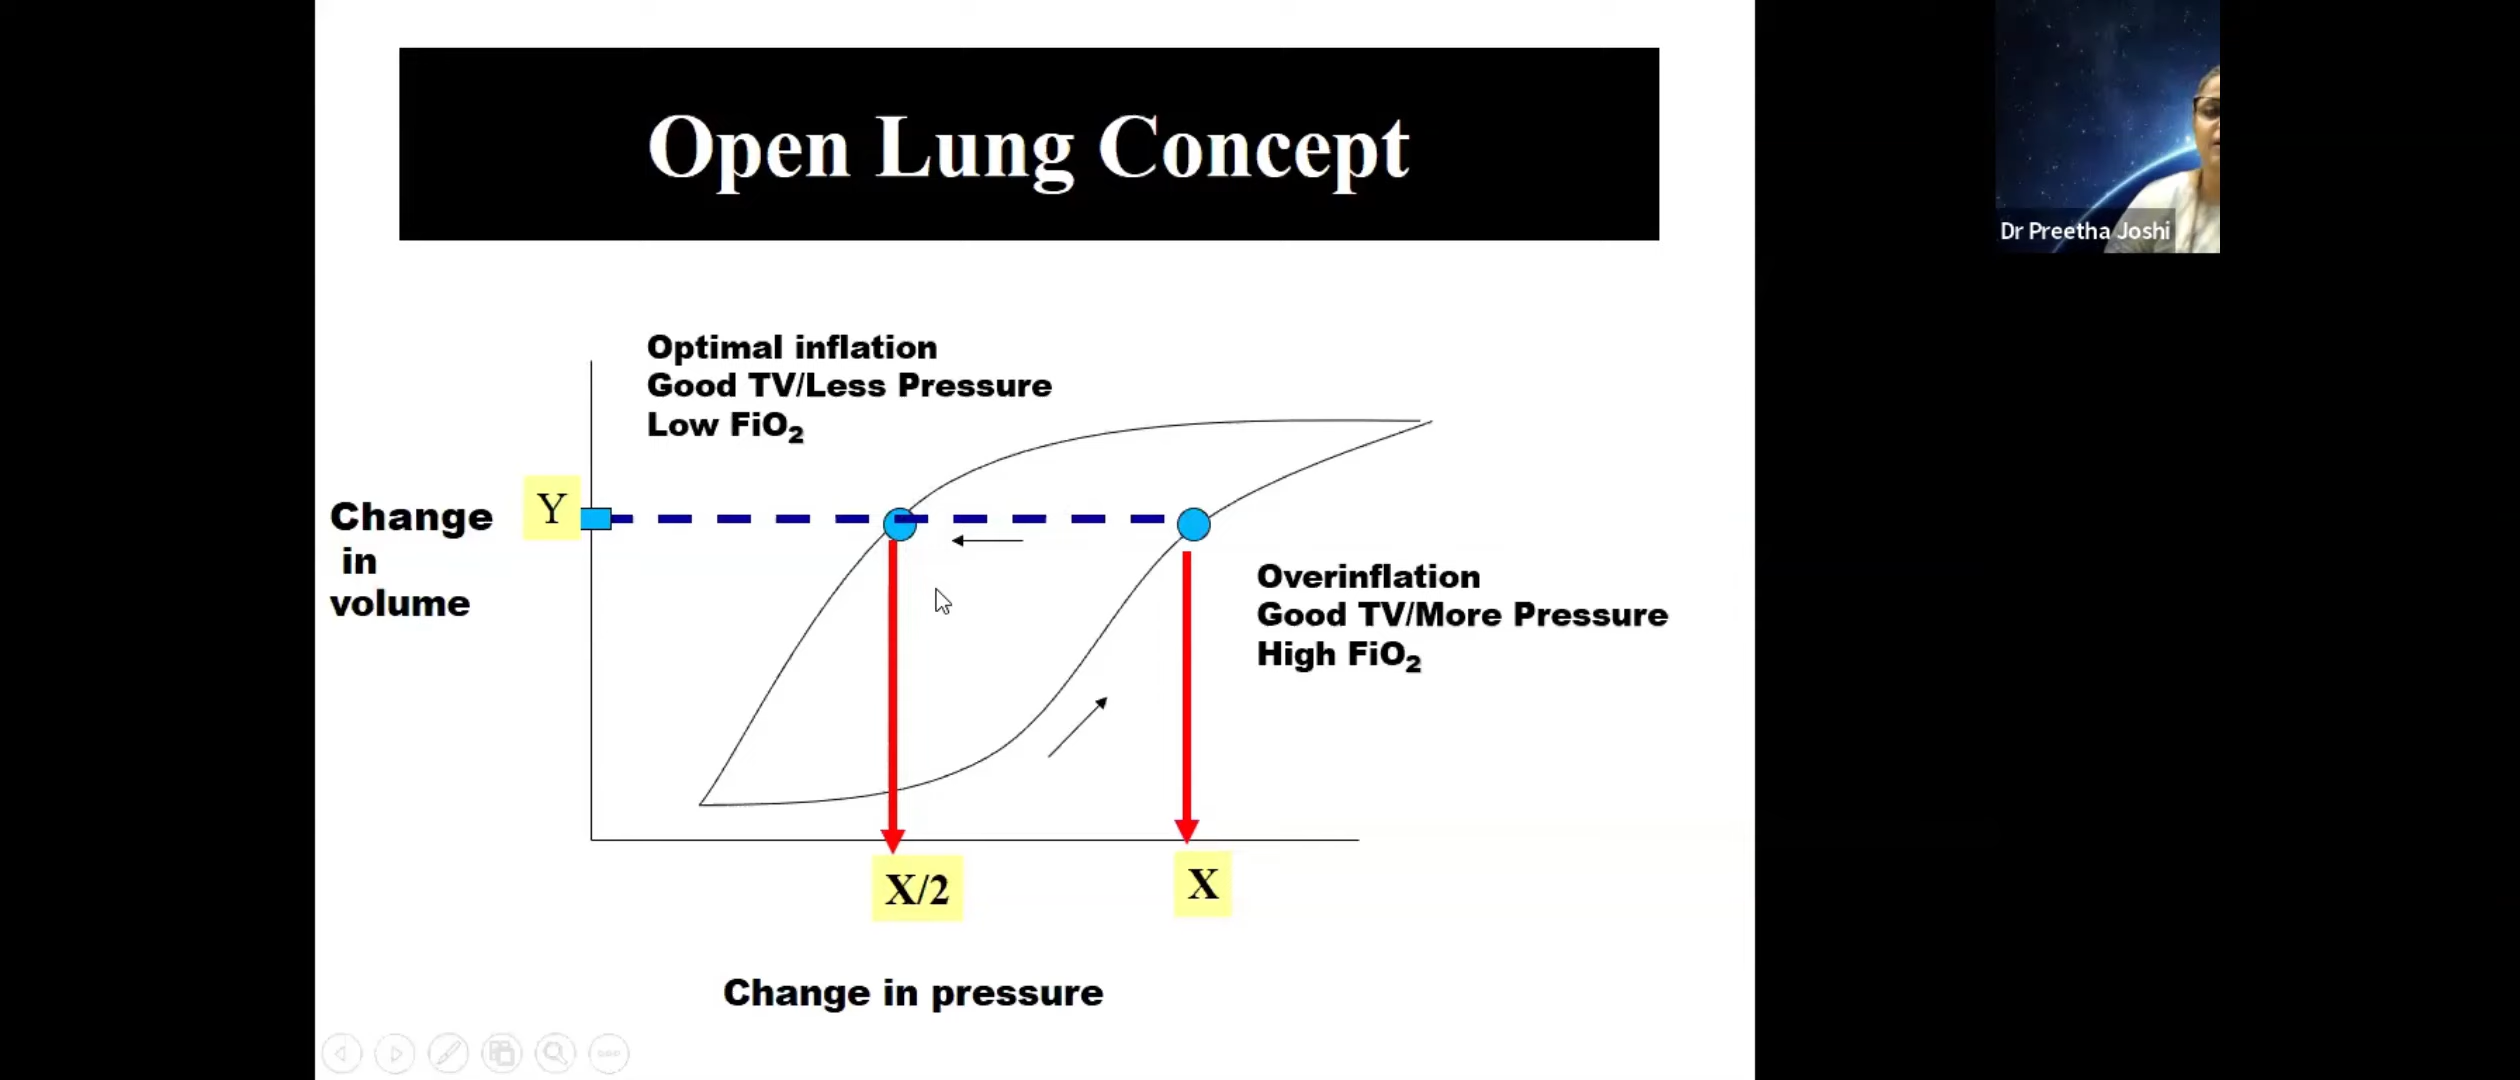 Open Lung Concept
Dr Preetha Joshi
Optimal inflation
Good TV/Less Pressure
Low FiO₂
Y
Change
in
volume
Overinflation
Good TV/More Pressure
High FiO₂
X/2
X
Change in pressure